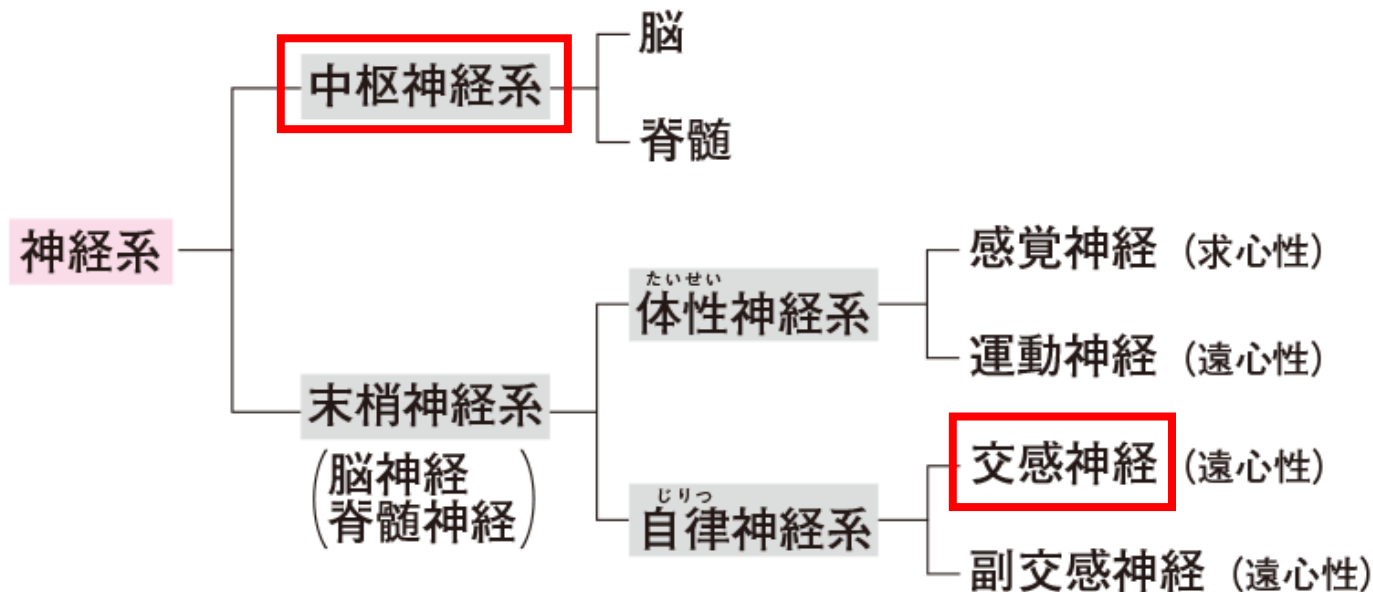 脳
中枢神経系
脊髄
神経系
感覚神経（求心性）
たいせい
体性神経系
運動神経（遠心性）
末梢神経系
脳神経
脊髄神経
交感神経（遠心性）
じりつ
自律神経系
副交感神経（遠心性）